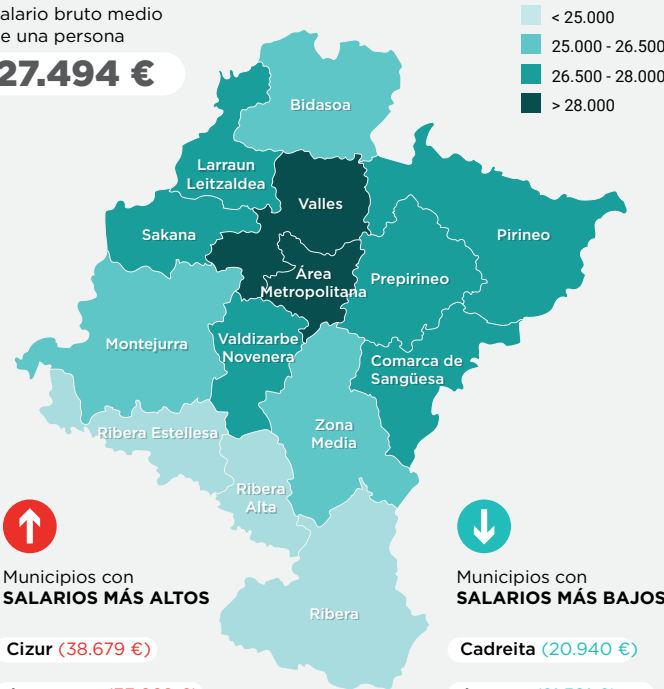 alario bruto medio
e una persona
27.494 €
< 25.000
25.000 - 26.500
26.500 - 28.000
> 28.000
Bidasoa
Larraun
Leitzaldea
Valles
Sakana
Pirineo
Área
Metropolitana
Prepirineo
Montejurra
Valdizarbe
Novenera
Comarca de
Sangüesa
Ribera Estellesa
Zona
Media
Ribera
Alta
Ribera
Municipios con
SALARIOS MÁS ALTOS
Cizur (38.679 €)
Municipios con
SALARIOS MÁS BAJOS
Cadreita (20.940 €)